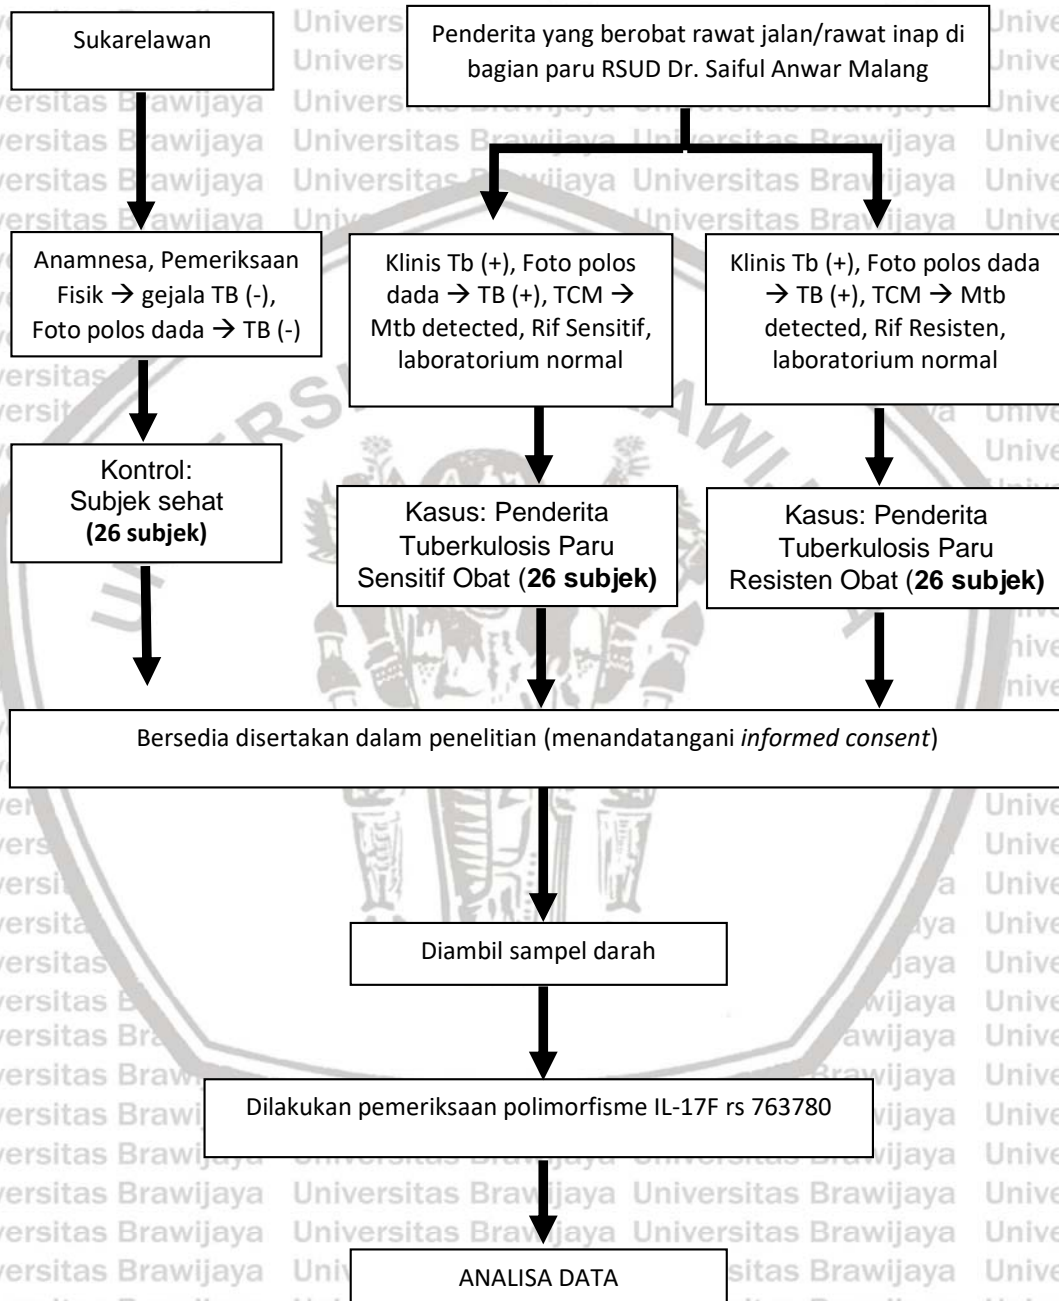 Sukarelawan
Penderita yang berobat rawat jalan/rawat inap di
bagian paru RSUD Dr. Saiful Anwar Malang
Anamnesa, Pemeriksaan
Fisik → gejala TB (-),
Foto polos dada → TB (-)
Klinis Tb (+), Foto polos
dada → TB (+), TCM →
Mtb detected, Rif Sensitif,
laboratorium normal
Klinis Tb (+), Foto polos dada
→ TB (+), TCM → Mtb
detected, Rif Resisten,
laboratorium normal
Kontrol:
Subjek sehat
(26 subjek)
Kasus: Penderita
Tuberkulosis Paru
Sensitif Obat (26 subjek)
Kasus: Penderita
Tuberkulosis Paru
Resisten Obat (26 subjek)
Bersedia disertakan dalam penelitian (menandatangani informed consent)
Diambil sampel darah
Dilakukan pemeriksaan polimorfisme IL-17F rs 763780
ANALISA DATA